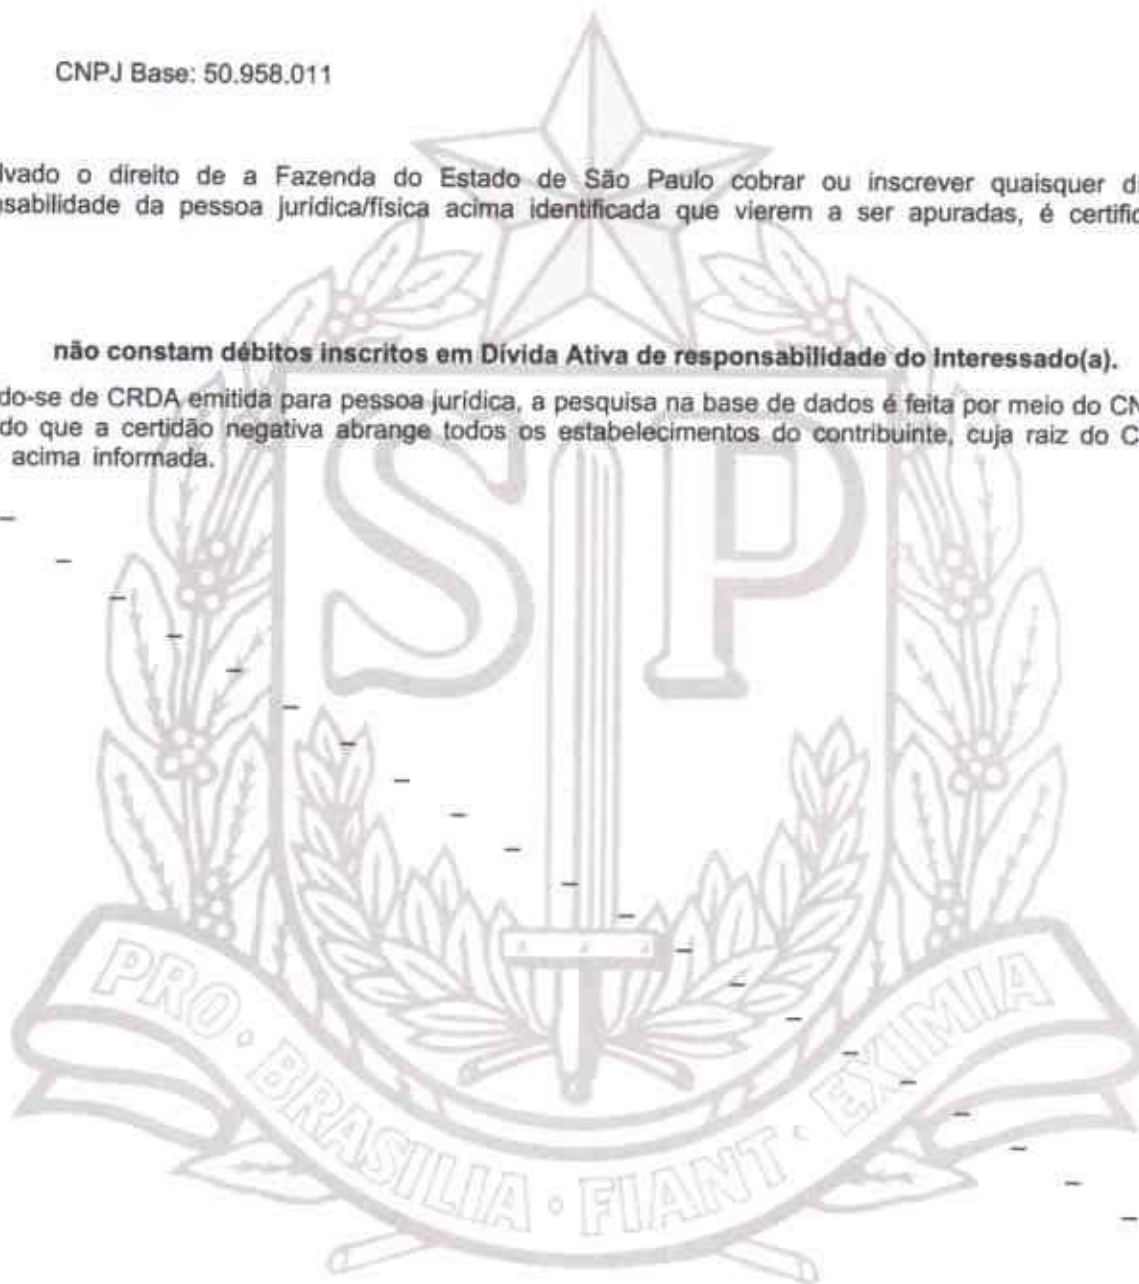 CNPJ Base: 50.958.011
lvado o direito de a Fazenda do Estado de São Paulo cobrar ou inscrever quaisquer d
nsabilidade da pessoa jurídica/física acima identificada que vierem a ser apuradas, é certific
não constam débitos inscritos em Dívida Ativa de responsabilidade do Interessado(a).
do-se de CRDA emitida para pessoa jurídica, a pesquisa na base de dados é feita por meio do CN
do que a certidão negativa abrange todos os estabelecimentos do contribuinte, cuja raiz do C
acima informada.
SP
PRO · BRASILIA · FIANT · EXIMIA